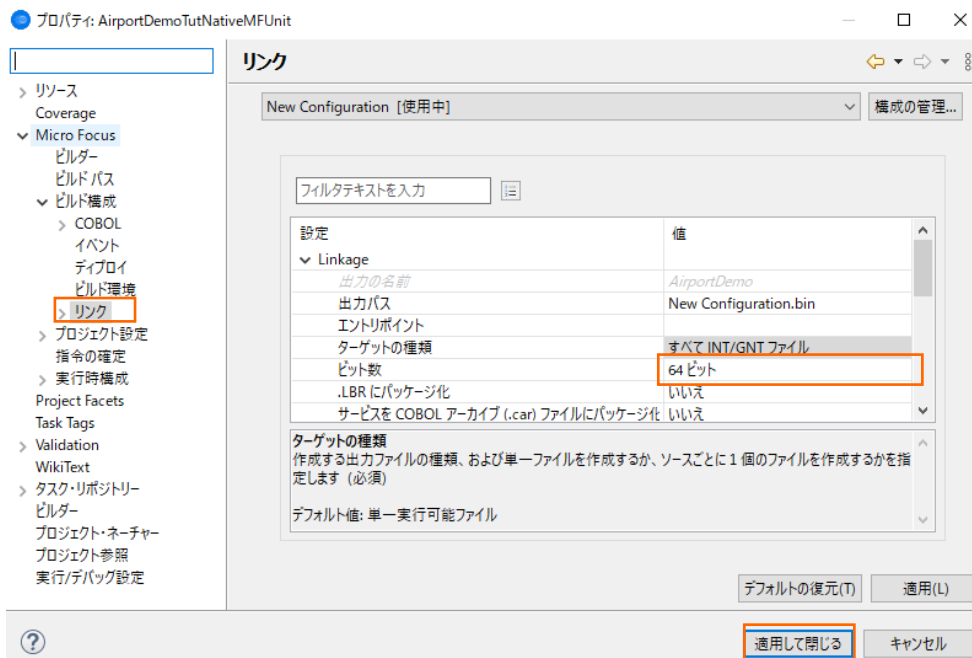 プロパティ: AirportDemoTutNativeMFUnit
リソース
Coverage
Micro Focus
ビルダー
ビルド パス
ビルド構成
COBOL
イベント
ディプロイ
ビルド環境
リンク
プロジェクト設定
指令の確定
実行時構成
Project Facets
Task Tags
Validation
WikiText
タスク・リポジトリー
ビルダー
プロジェクト・ネーチャー
プロジェクト参照
実行/デバッグ設定
リンク
New Configuration [使用中]
構成の管理...
フィルタテキストを入力
設定 値
Linkage
出力の名前 AirportDemo
出力パス New Configuration.bin
エントリポイント
ターゲットの種類 すべて INT/GNT ファイル
ビット数 64 ビット
.LBR にパッケージ化 いいえ
サービスを COBOL アーカイブ (.car) ファイルにパッケージ化 いいえ
ターゲットの種類
作成する出力ファイルの種類、および単一ファイルを作成するか、ソースごとに 1 個のファイルを作成するかを指
定します (必須)
デフォルト値: 単一実行可能ファイル
デフォルトの復元(T) 適用(L)
適用して閉じる キャンセル